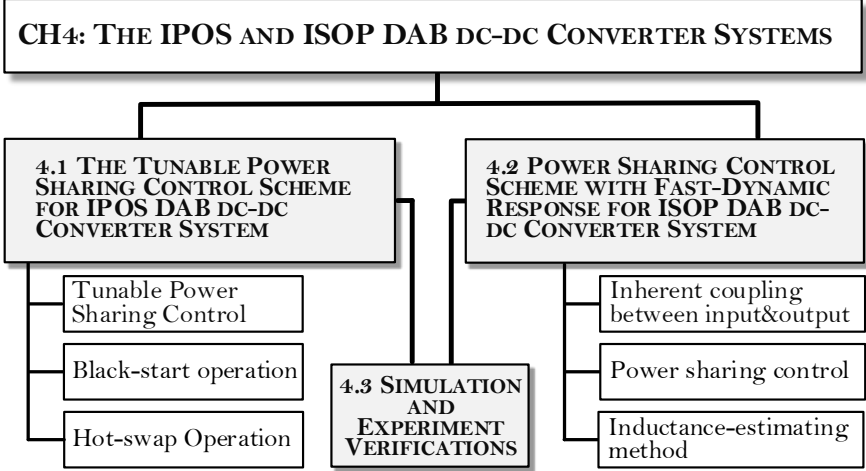 CH4: THE IPOS AND ISOP DAB DC-DC CONVERTER SYSTEMS
4.1 THE TUNABLE POWER
SHARING CONTROL SCHEME
FOR IPOS DAB DC-DC
CONVERTER SYSTEM
Tunable Power
Sharing Control
Black-start operation
Hot-swap Operation
4.2 POWER SHARING CONTROL
SCHEME WITH FAST-DYNAMIC
RESPONSE FOR ISOP DAB DC-
DC CONVERTER SYSTEM
Inherent coupling
between input&output
Power sharing control
Inductance-estimating
method
4.3 SIMULATION
AND
EXPERIMENT
VERIFICATIONS